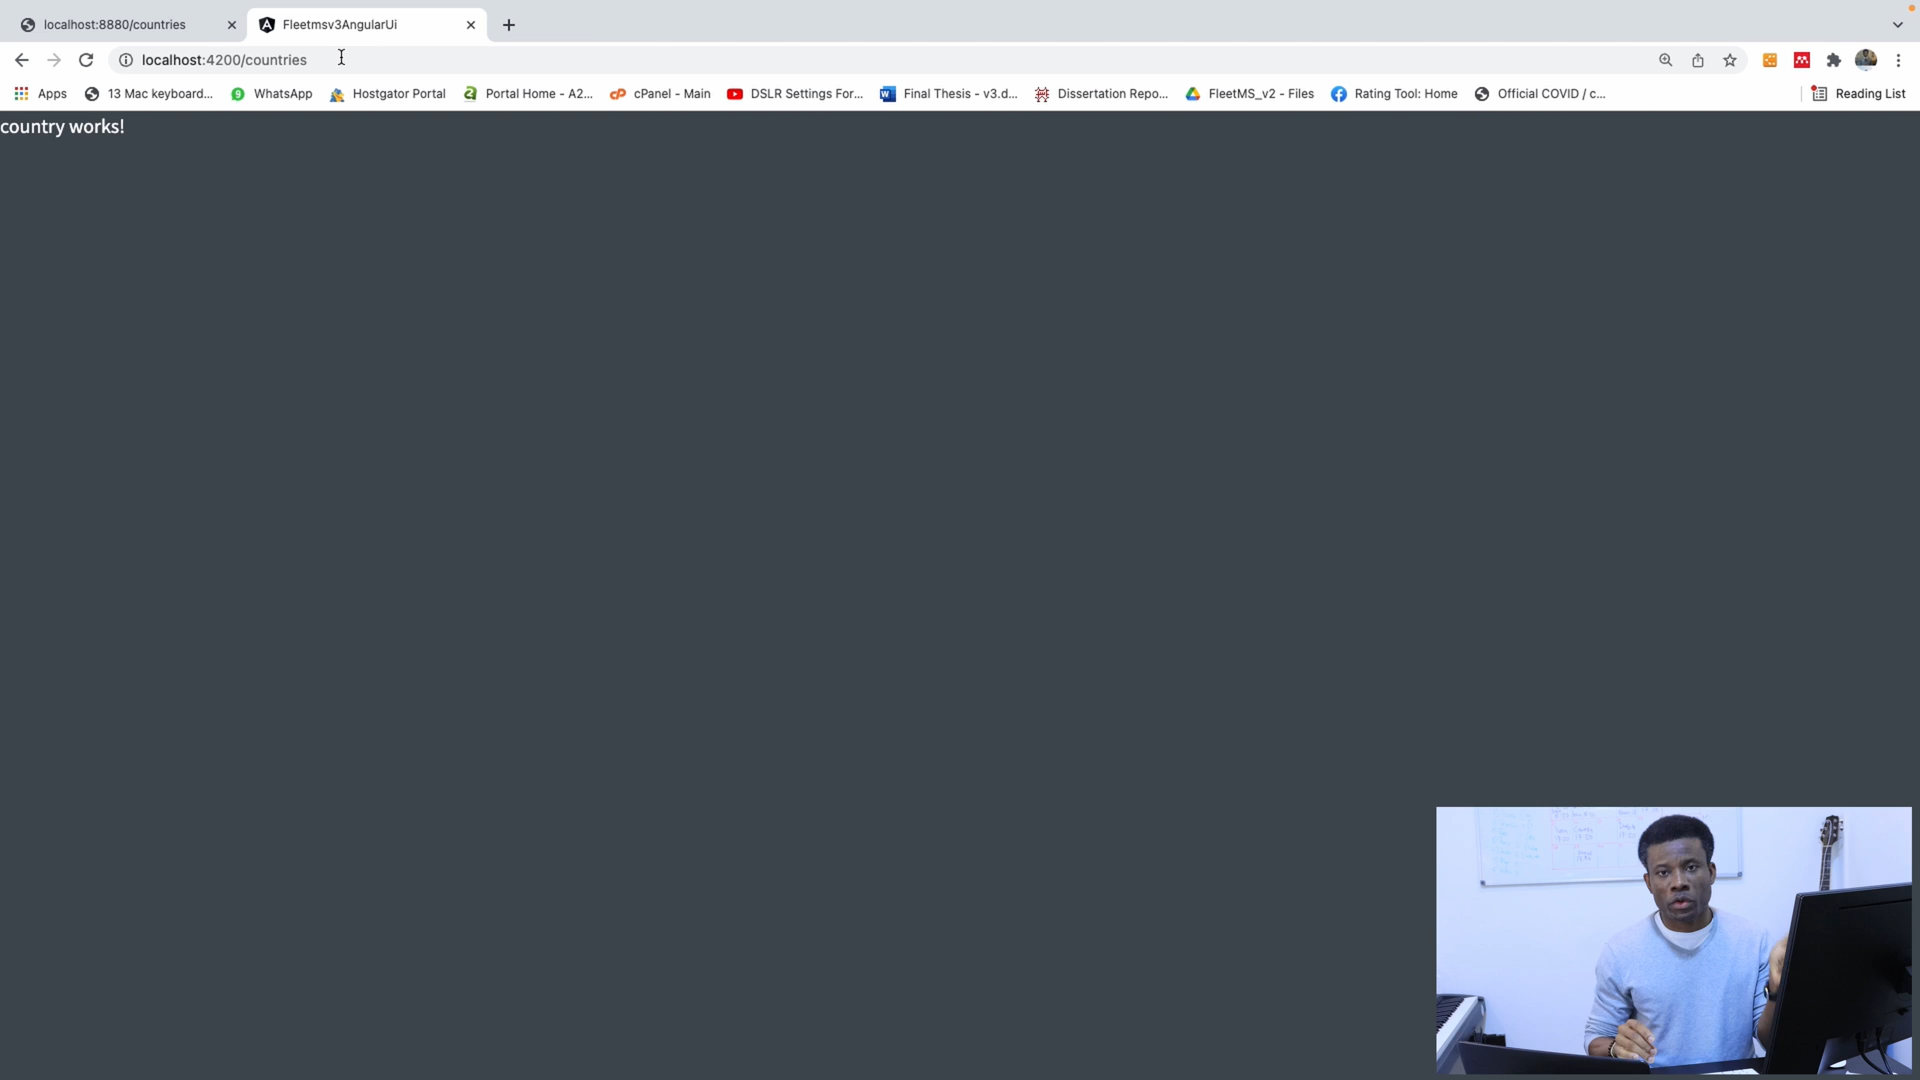 localhost:8880/countries
Fleetmsv3AngularUi
localhost:4200/countries
Apps
13 Mac keyboard...
9
WhatsApp
Hostgator Portal
Portal Home - A2...
cPanel - Main
DSLR Settings For...
Final Thesis - v3.d...
Dissertation Repo...
FleetMS_v2 - Files
Rating Tool: Home
Official COVID / c...
Reading List
country works!